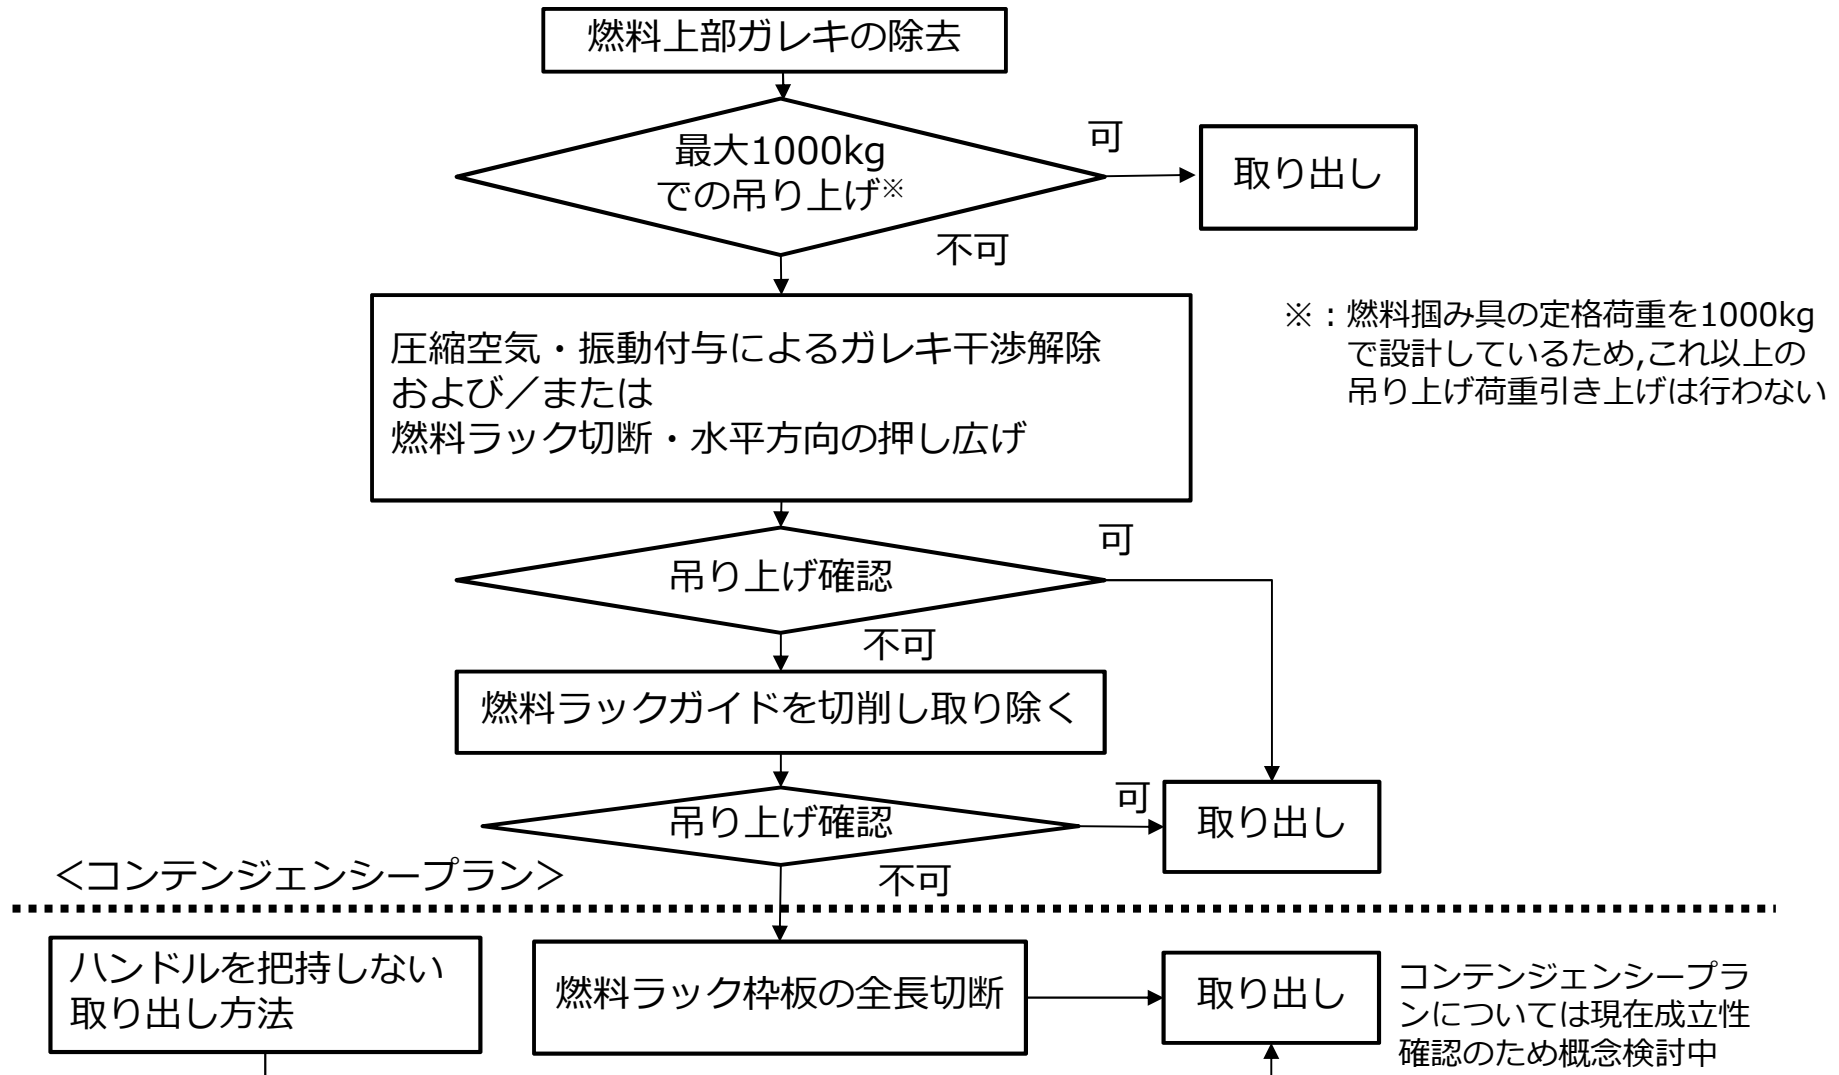 燃料上部ガレキの除去
最大1000kg
での吊り上げ※
可
取り出し
不可
圧縮空気・振動付与によるガレキ干渉解除
および／または
燃料ラック切断・水平方向の押し広げ
※：燃料掴み具の定格荷重を1000kg
で設計しているため,これ以上の
吊り上げ荷重引き上げは行わない
吊り上げ確認
可
不可
燃料ラックガイドを切削し取り除く
吊り上げ確認
可
取り出し
不可
＜コンテンジェンシープラン＞
ハンドルを把持しない
取り出し方法
燃料ラック枠板の全長切断
取り出し
コンテンジェンシープラ
ンについては現在成立性
確認のため概念検討中